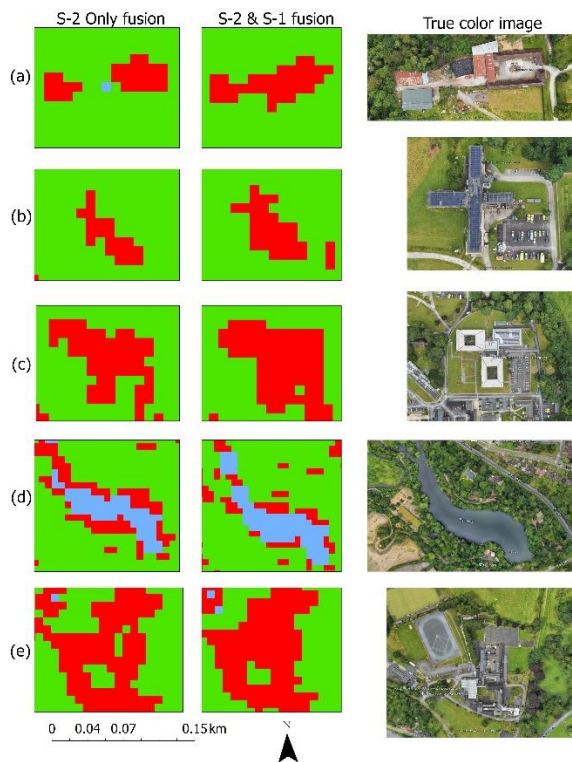 S-2 Only fusion S-2 & S-1 fusion True color image
(a)
(b)
(c)
(d)
(e)
0 0.04 0.07 0.15 km
N